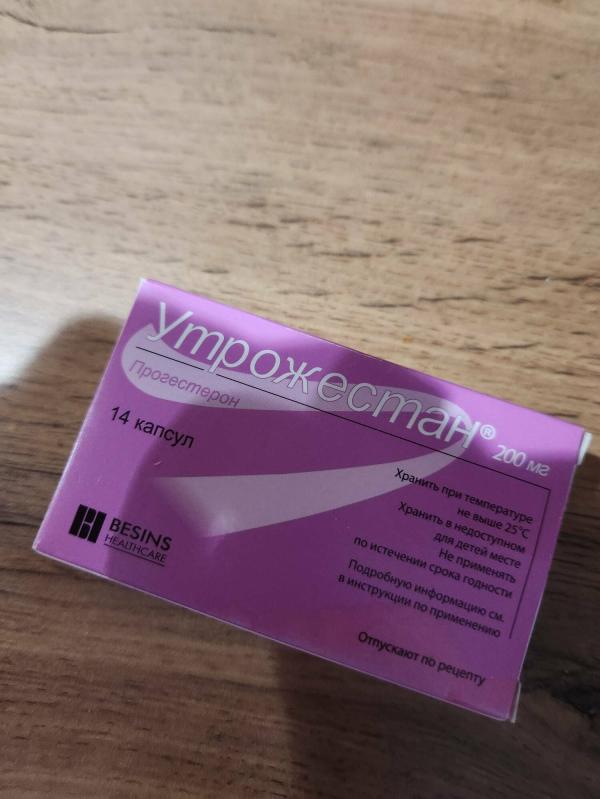 Утрожестан® 200 мг
Прогестерон
14 капсул
Хранить при температуре
не выше 25°C
Хранить в недоступном
для детей месте
Не применять
по истечении срока годности
Подробную информацию см.
в инструкции по применению
BESINS
HEALTHCARE
Отпускают по рецепту